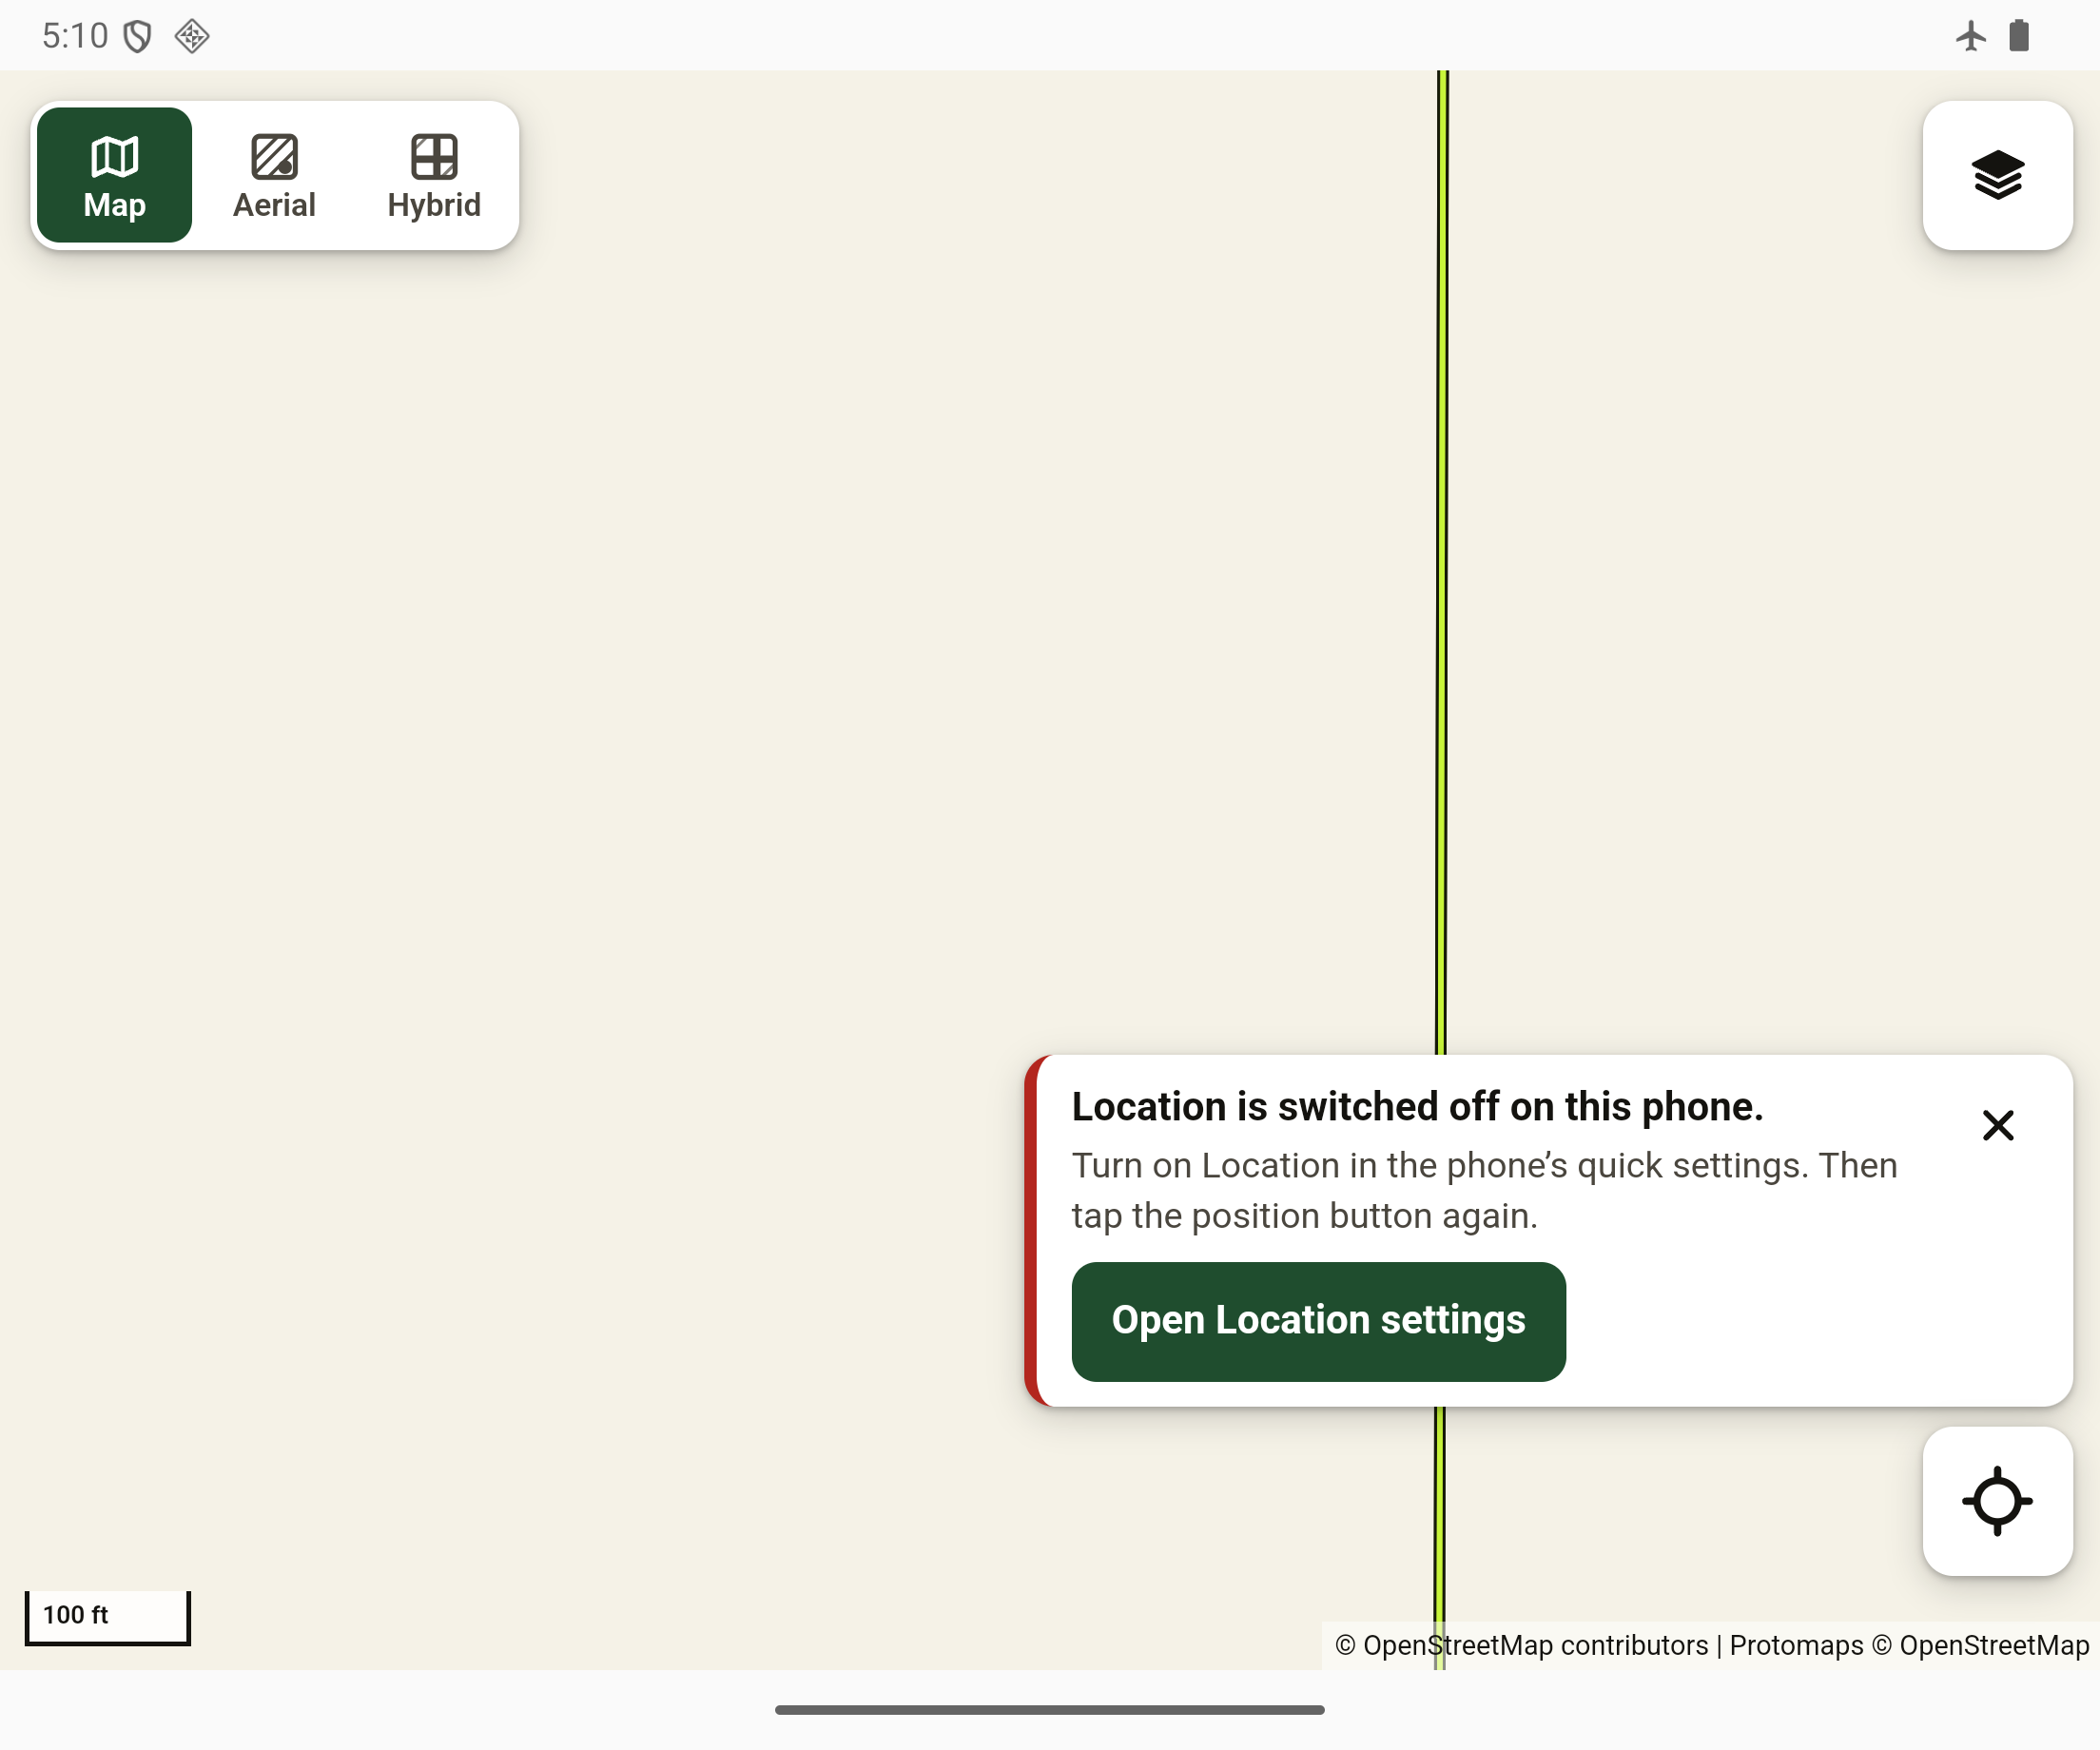 5:10
Map
Aerial
Hybrid
Location is switched off on this phone.
Turn on Location in the phone’s quick settings. Then
tap the position button again.
Open Location settings
100 ft
© OpenStreetMap contributors | Protomaps © OpenStreetMap